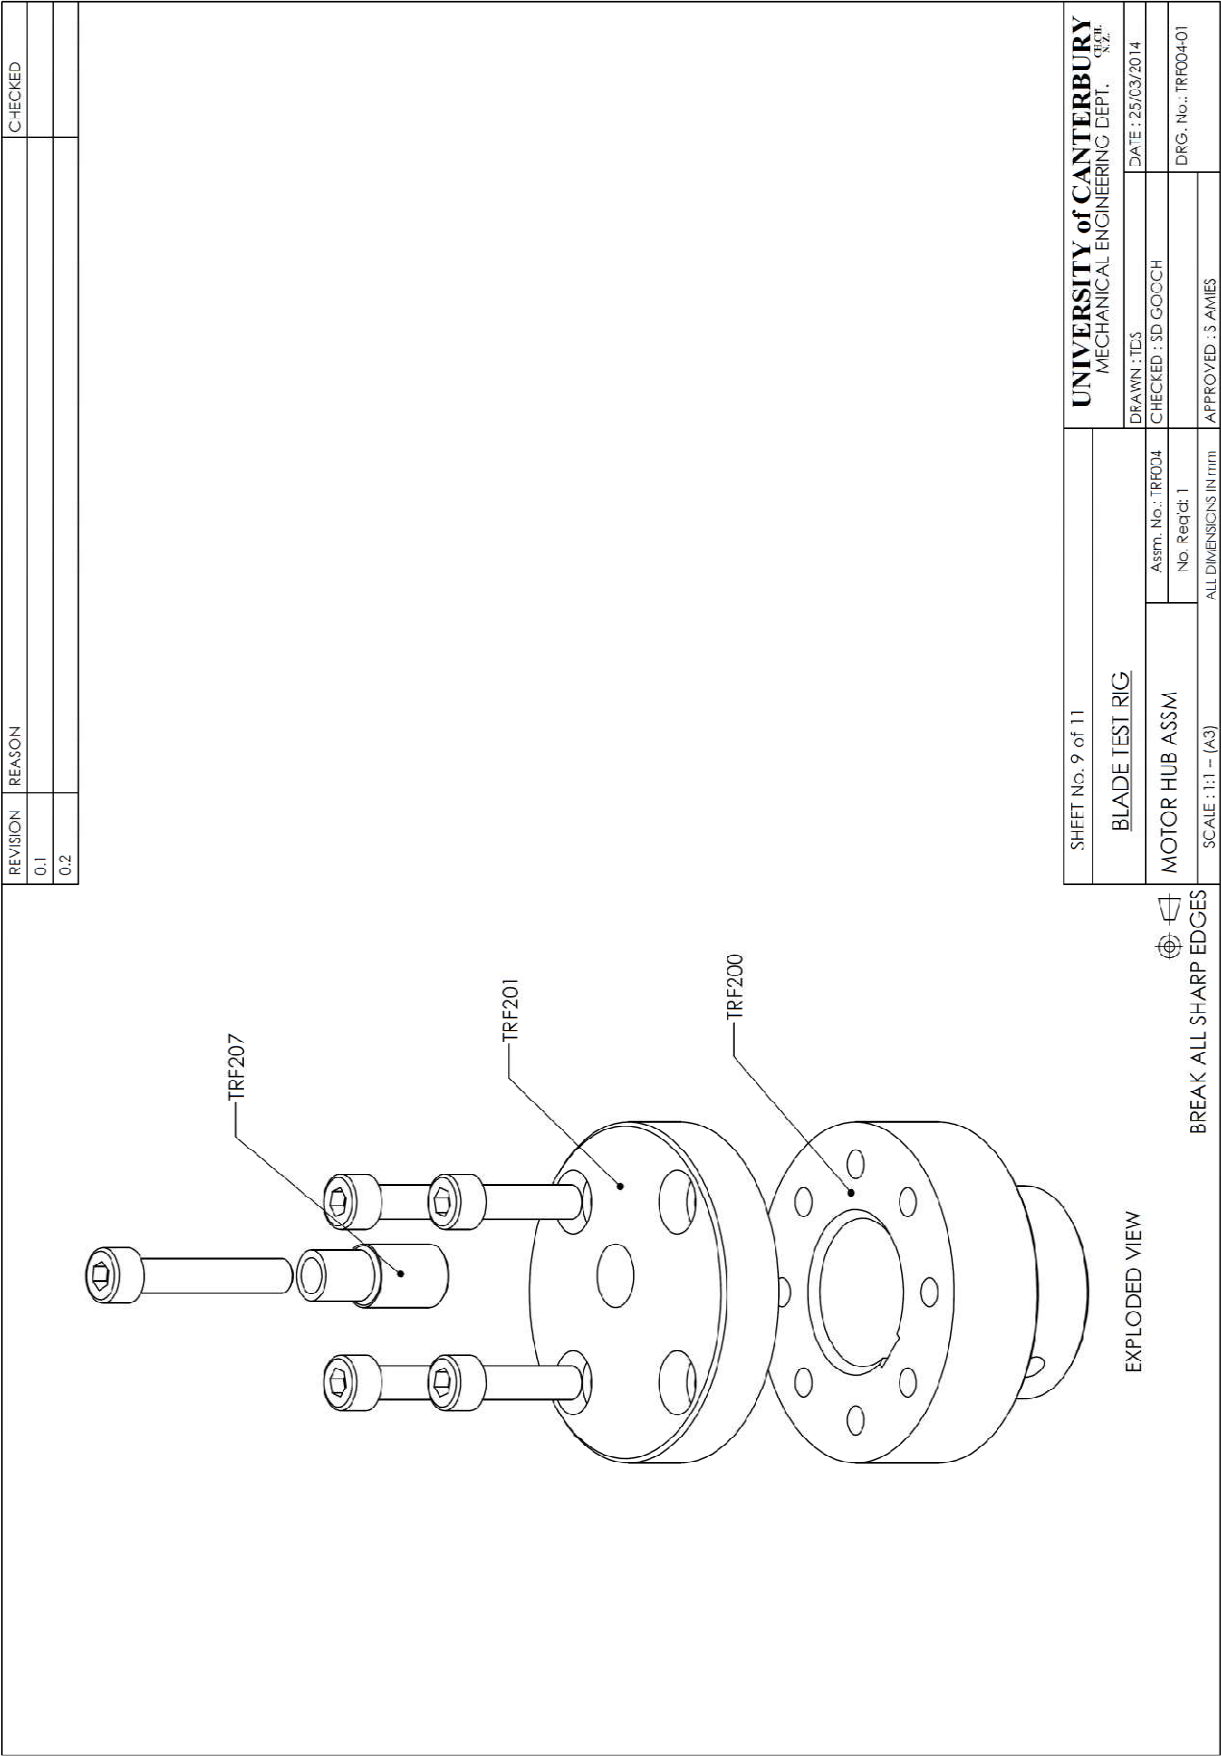 REVISION REASON CHECKED
0.1
0.2
TRF207
TRF201
TRF200
EXPLODED VIEW
BREAK ALL SHARP EDGES
SHEET No. 9 of 11
BLADE TEST RIG
MOTOR HUB ASSM
SCALE : 1:1 – (A3)
Assm. No.: TRF004
No. Req'd: 1
ALL DIMENSIONS IN mm
UNIVERSITY of CANTERBURY
CH.CH.
N.Z.
MECHANICAL ENGINEERING DEPT.
DRAWN : TDS
DATE : 25/03/2014
CHECKED : SD GOOCH
DRG. No.: TRF004-01
APPROVED : S AMIES